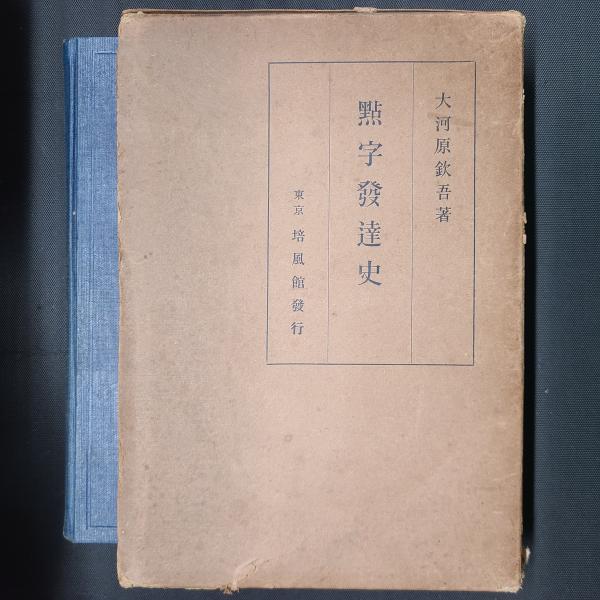 大河原欽吾著
點字發達史
東京 培風館發行